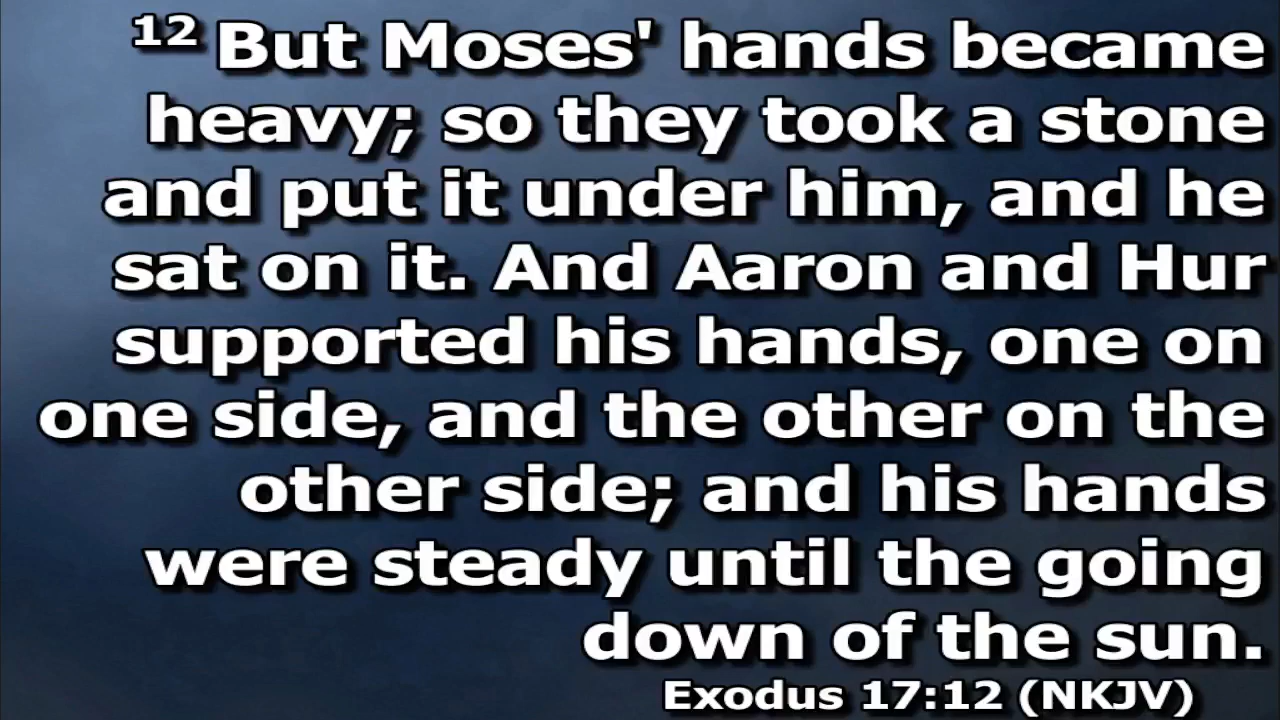 12 But Moses' hands became
heavy; so they took a stone
and put it under him, and he
sat on it. And Aaron and Hur
supported his hands, one on
one side, and the other on the
other side; and his hands
were steady until the going
down of the sun.
Exodus 17:12 (NKJV)